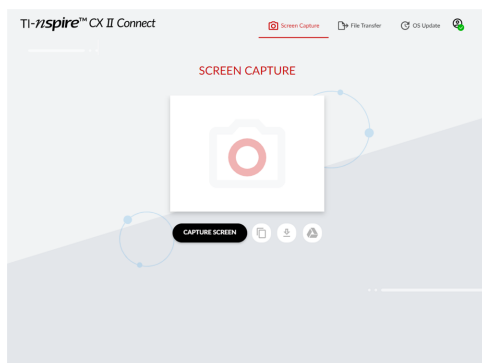 TI-nspire™ CX II Connect
Screen Capture
File Transfer
OS Update
SCREEN CAPTURE
CAPTURE SCREEN